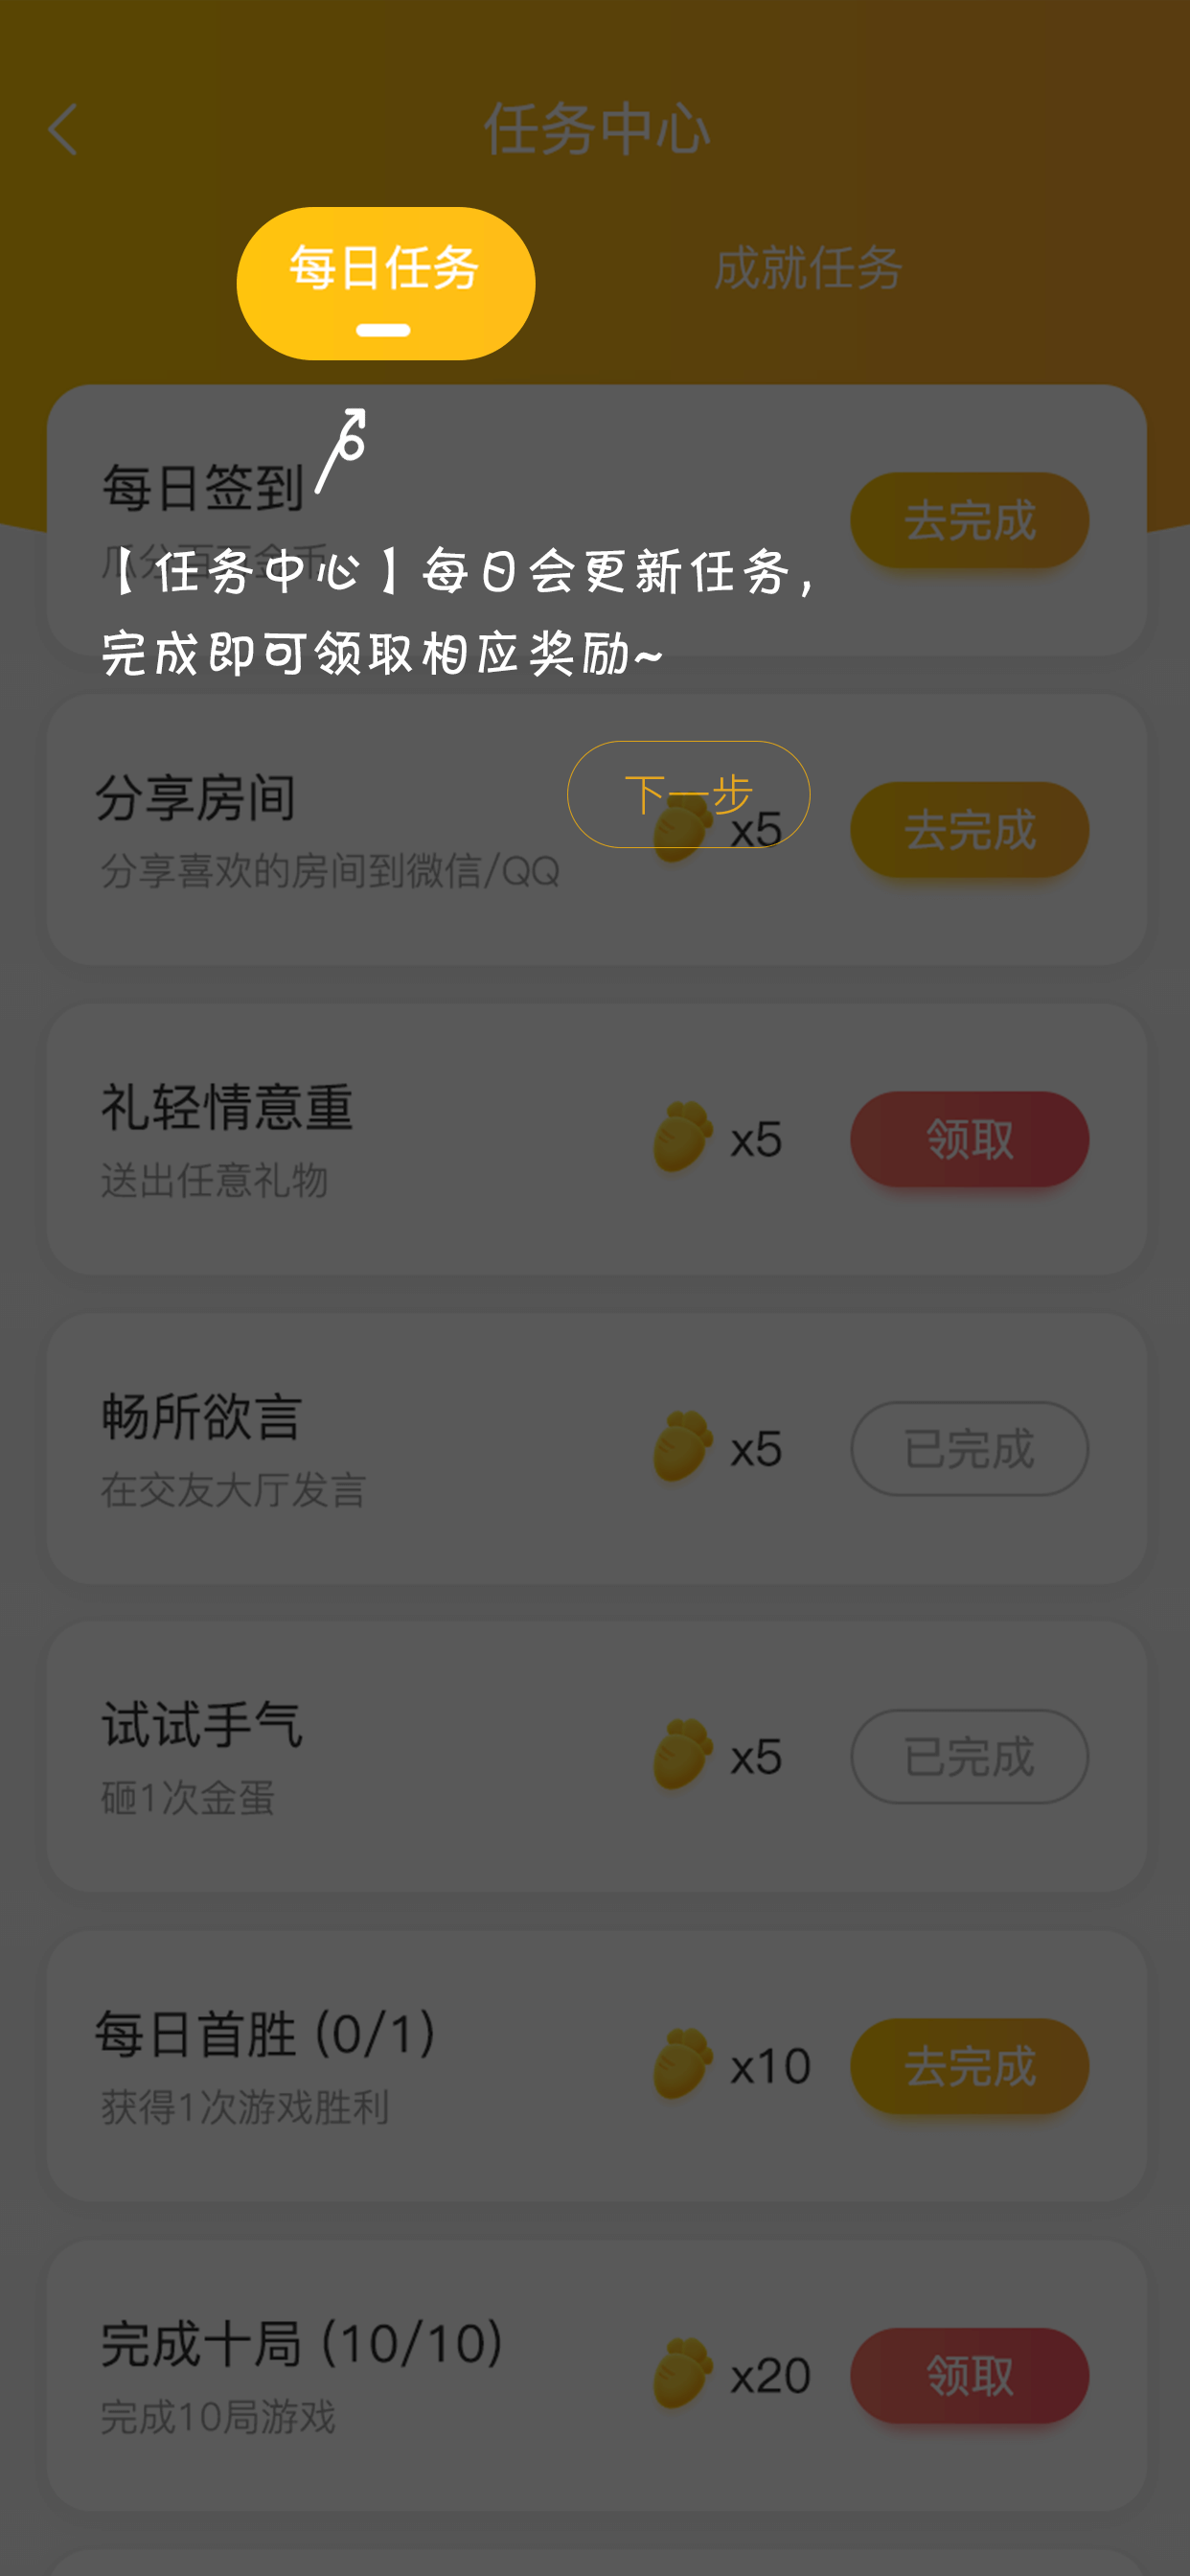 任务中心
每日任务
成就任务
每日签到
去完成
【任务中心】每日会更新任务,
完成即可领取相应奖励~
下一步
分享房间
x5
去完成
分享喜欢的房间到微信/QQ
礼轻情意重
x5
领取
送出任意礼物
畅所欲言
x5
已完成
在交友大厅发言
试试手气
x5
已完成
砸1次金蛋
每日首胜 (0/1)
x10
去完成
获得1次游戏胜利
完成十局 (10/10)
x20
领取
完成10局游戏